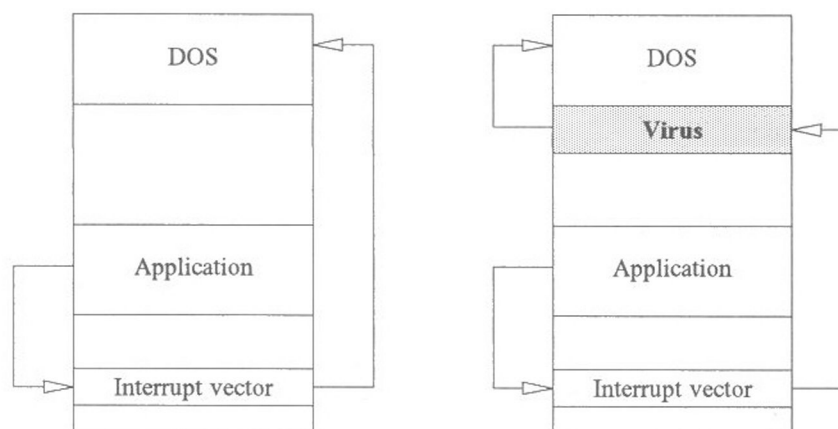 DOS
Application
Interrupt vector
DOS
Virus
Application
Interrupt vector